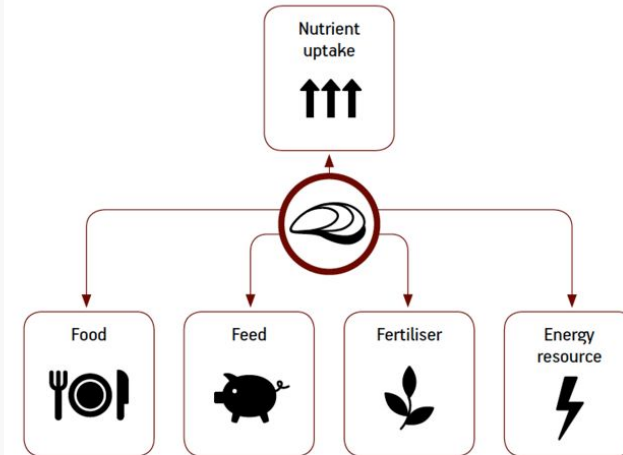 Nutrient
uptake
Food
Feed
Fertiliser
Energy
resource